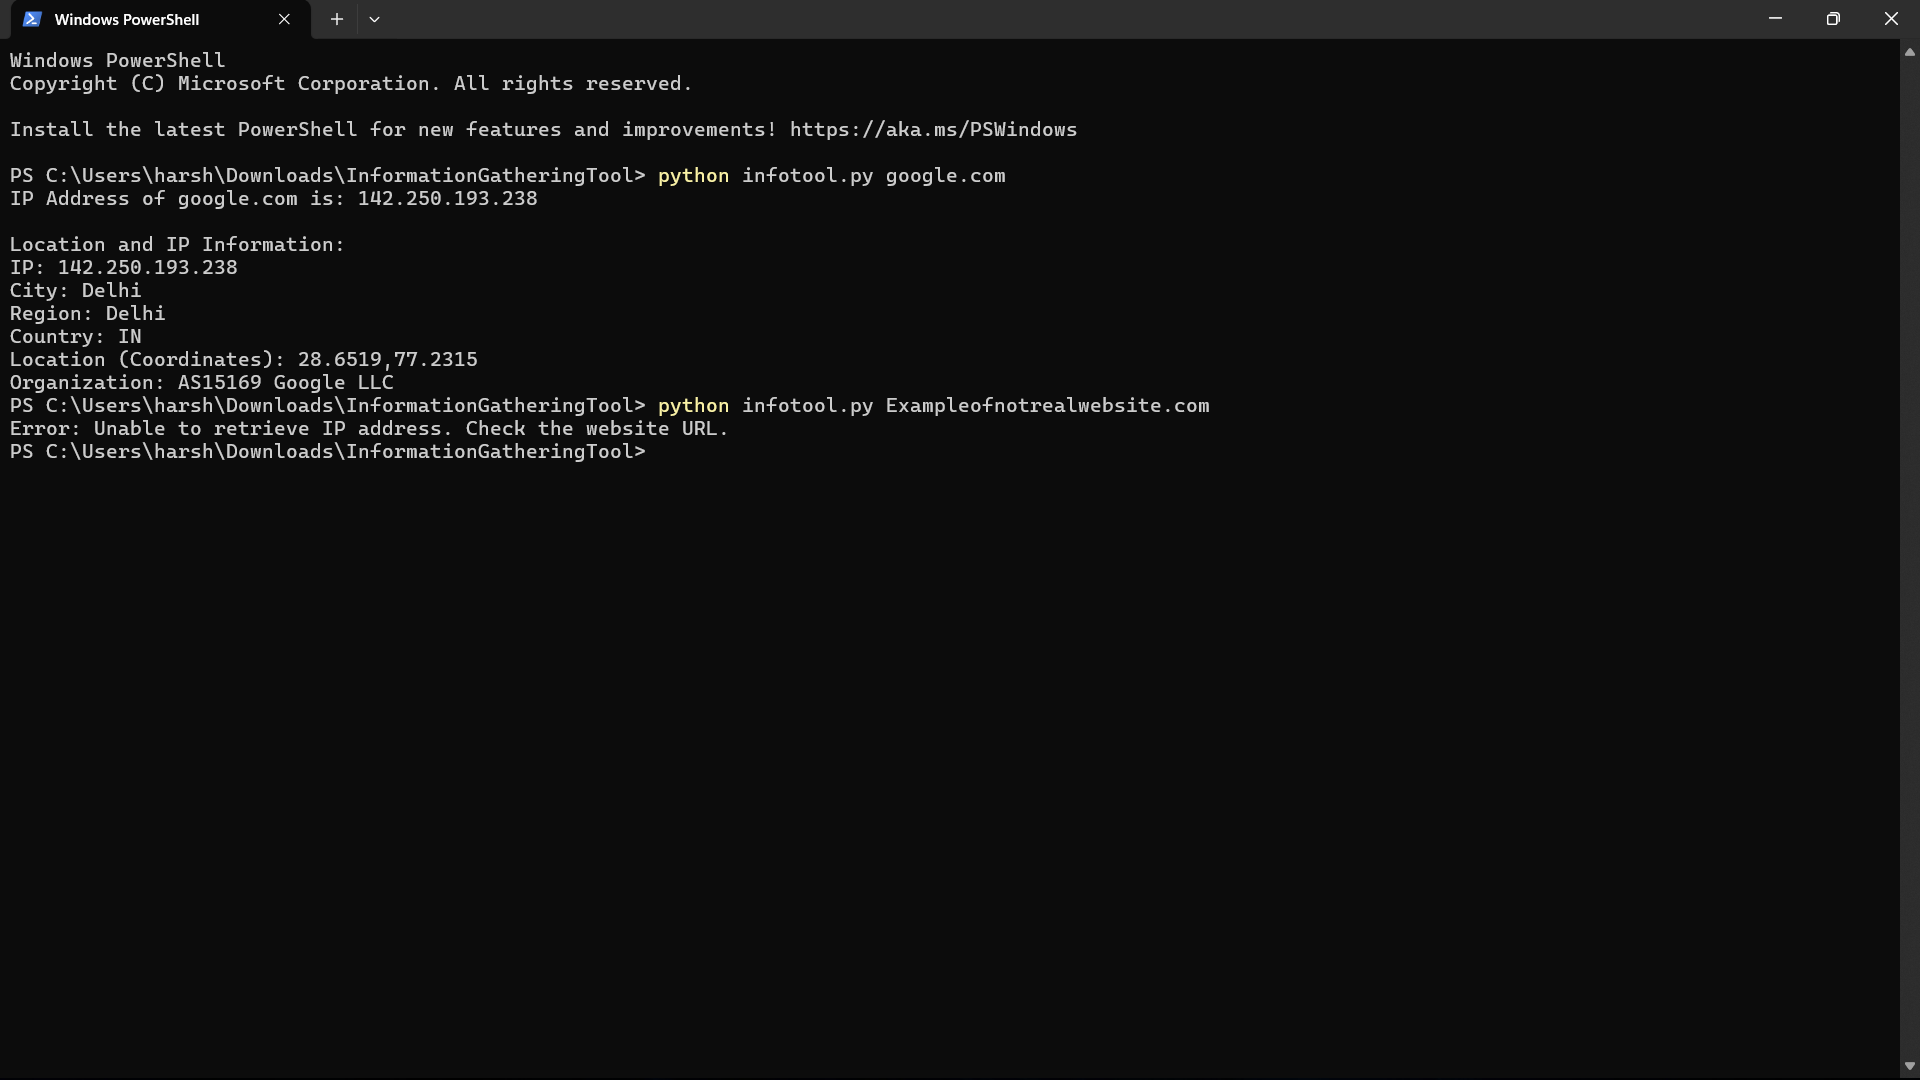 Windows PowerShell
Windows PowerShell
Copyright (C) Microsoft Corporation. All rights reserved.
Install the latest PowerShell for new features and improvements! https://aka.ms/PSWindows
PS C:\Users\harsh\Downloads\InformationGatheringTool> python infotool.py google.com
IP Address of google.com is: 142.250.193.238
Location and IP Information:
IP: 142.250.193.238
City: Delhi
Region: Delhi
Country: IN
Location (Coordinates): 28.6519,77.2315
Organization: AS15169 Google LLC
PS C:\Users\harsh\Downloads\InformationGatheringTool> python infotool.py Exampleofnotrealwebsite.com
Error: Unable to retrieve IP address. Check the website URL.
PS C:\Users\harsh\Downloads\InformationGatheringTool>